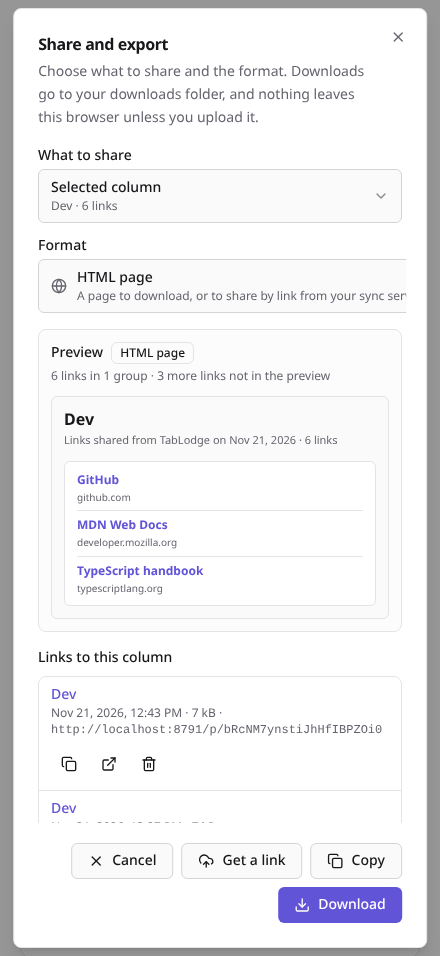 Share and export
Choose what to share and the format. Downloads
go to your downloads folder, and nothing leaves
this browser unless you upload it.
What to share
Selected column
Dev · 6 links
Format
HTML page
A page to download, or to share by link from your sync
Preview HTML page
6 links in 1 group · 3 more links not in the preview
Dev
Links shared from TabLodge on Nov 21, 2026 · 6 links
GitHub
github.com
MDN Web Docs
developer.mozilla.org
TypeScript handbook
typescriptlang.org
Links to this column
Dev
Nov 21, 2026, 12:43 PM · 7 kB ·
http://localhost:8791/p/bRcNM7ynstiJhHfIBPZOi0
Dev
Cancel Get a link Copy
Download